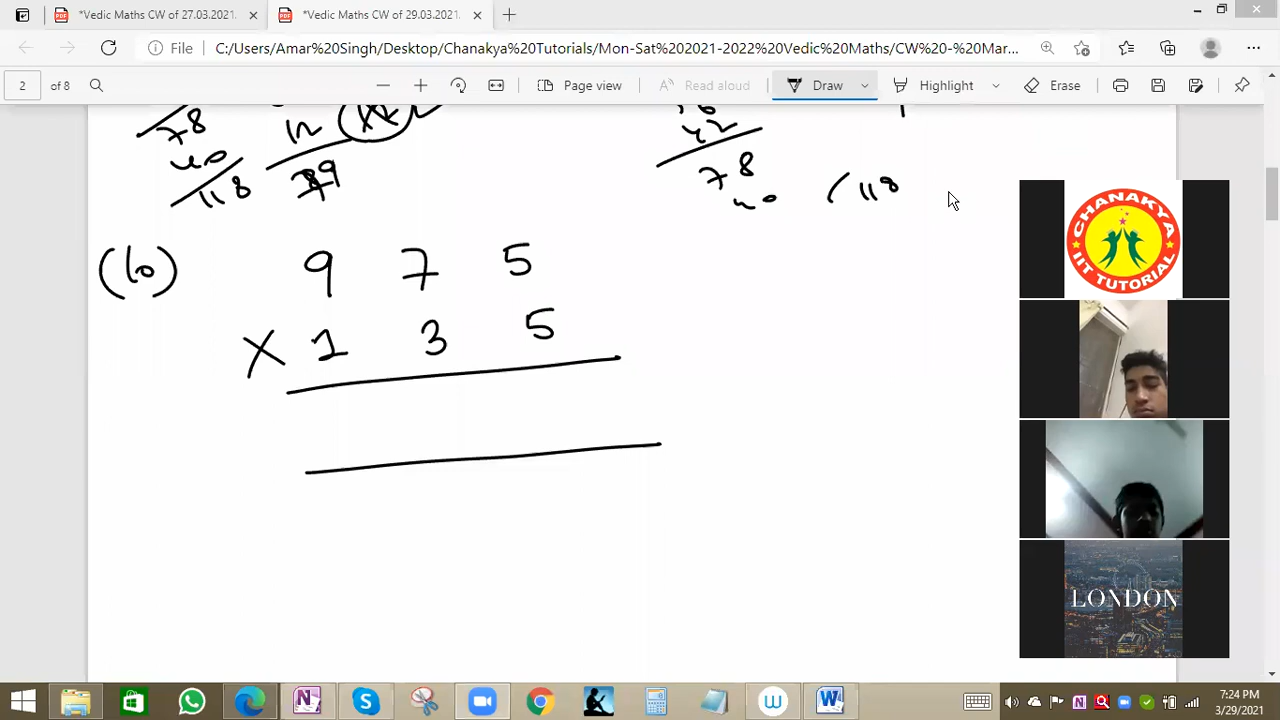 *Vedic Maths CW of 27.03.2021
*Vedic Maths CW of 29.03.2021.
File
C:/Users/Amar%20Singh/Desktop/Chanakya%20Tutorials/Mon-Sat%202021-2022%20Vedic%20Maths/CW%20-%20Mar...
2 of 8
Page view
Read aloud
Draw
Highlight
Erase
78
40
118
12
78
40
(118
(b) 9 7 5
X 1 3 5
CHANAKYA
IIT TUTORIAL
LONDON
7:24 PM
3/29/2021